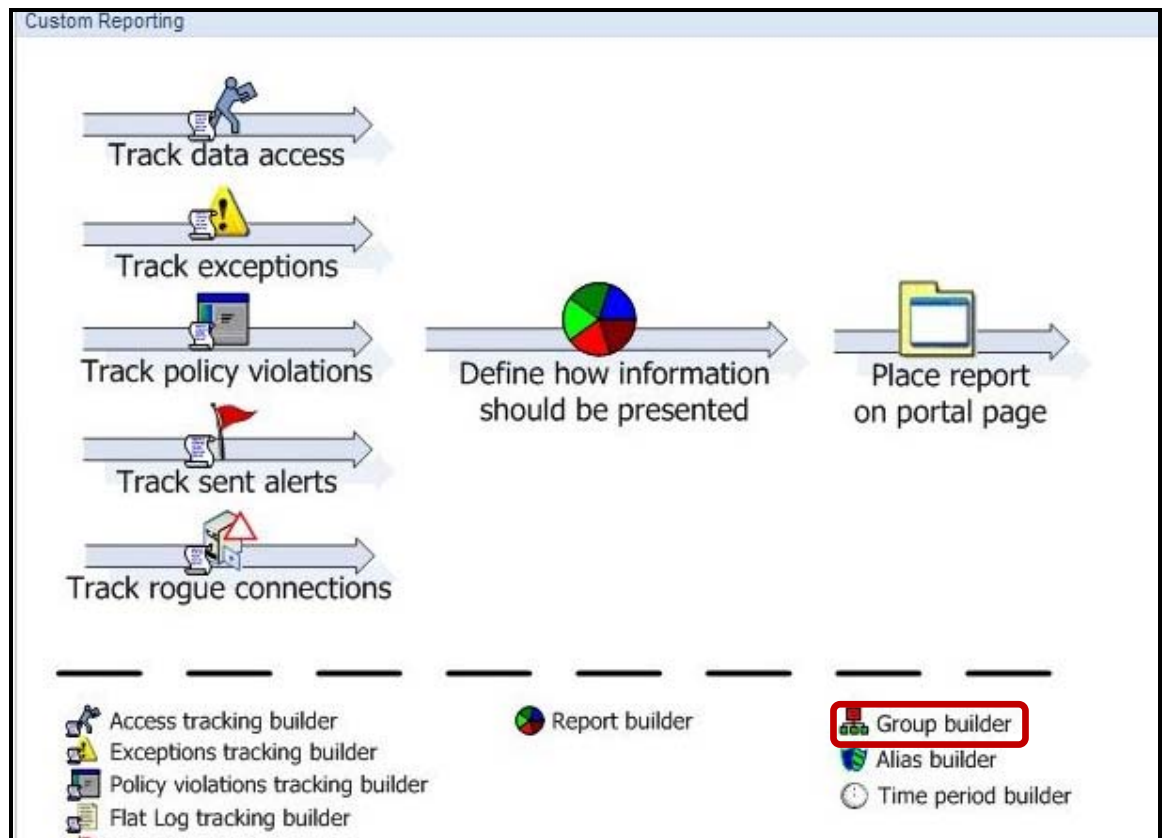 Custom Reporting
Track data access
Track exceptions
Track policy violations
Track sent alerts
Track rogue connections
Define how information
should be presented
Place report
on portal page
Access tracking builder
Exceptions tracking builder
Policy violations tracking builder
Flat Log tracking builder
Report builder
Group builder
Alias builder
Time period builder